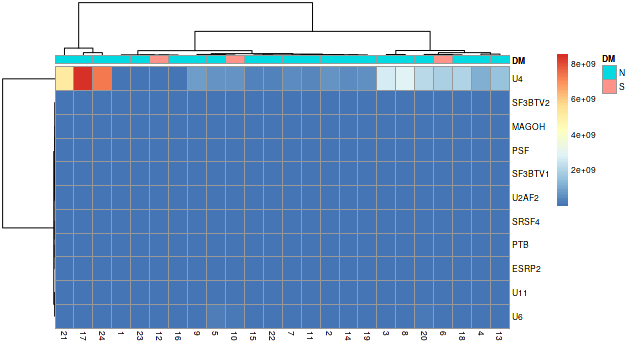 DM
U4
SF3BTV2
MAGOH
PSF
SF3BTV1
U2AF2
SRSF4
PTB
ESRP2
U11
U6
21 17 24 1 23 12 16 9 5 10 15 22 7 11 2 14 19 3 8 20 6 18 4 13
8e+09
6e+09
4e+09
2e+09
DM
N
S